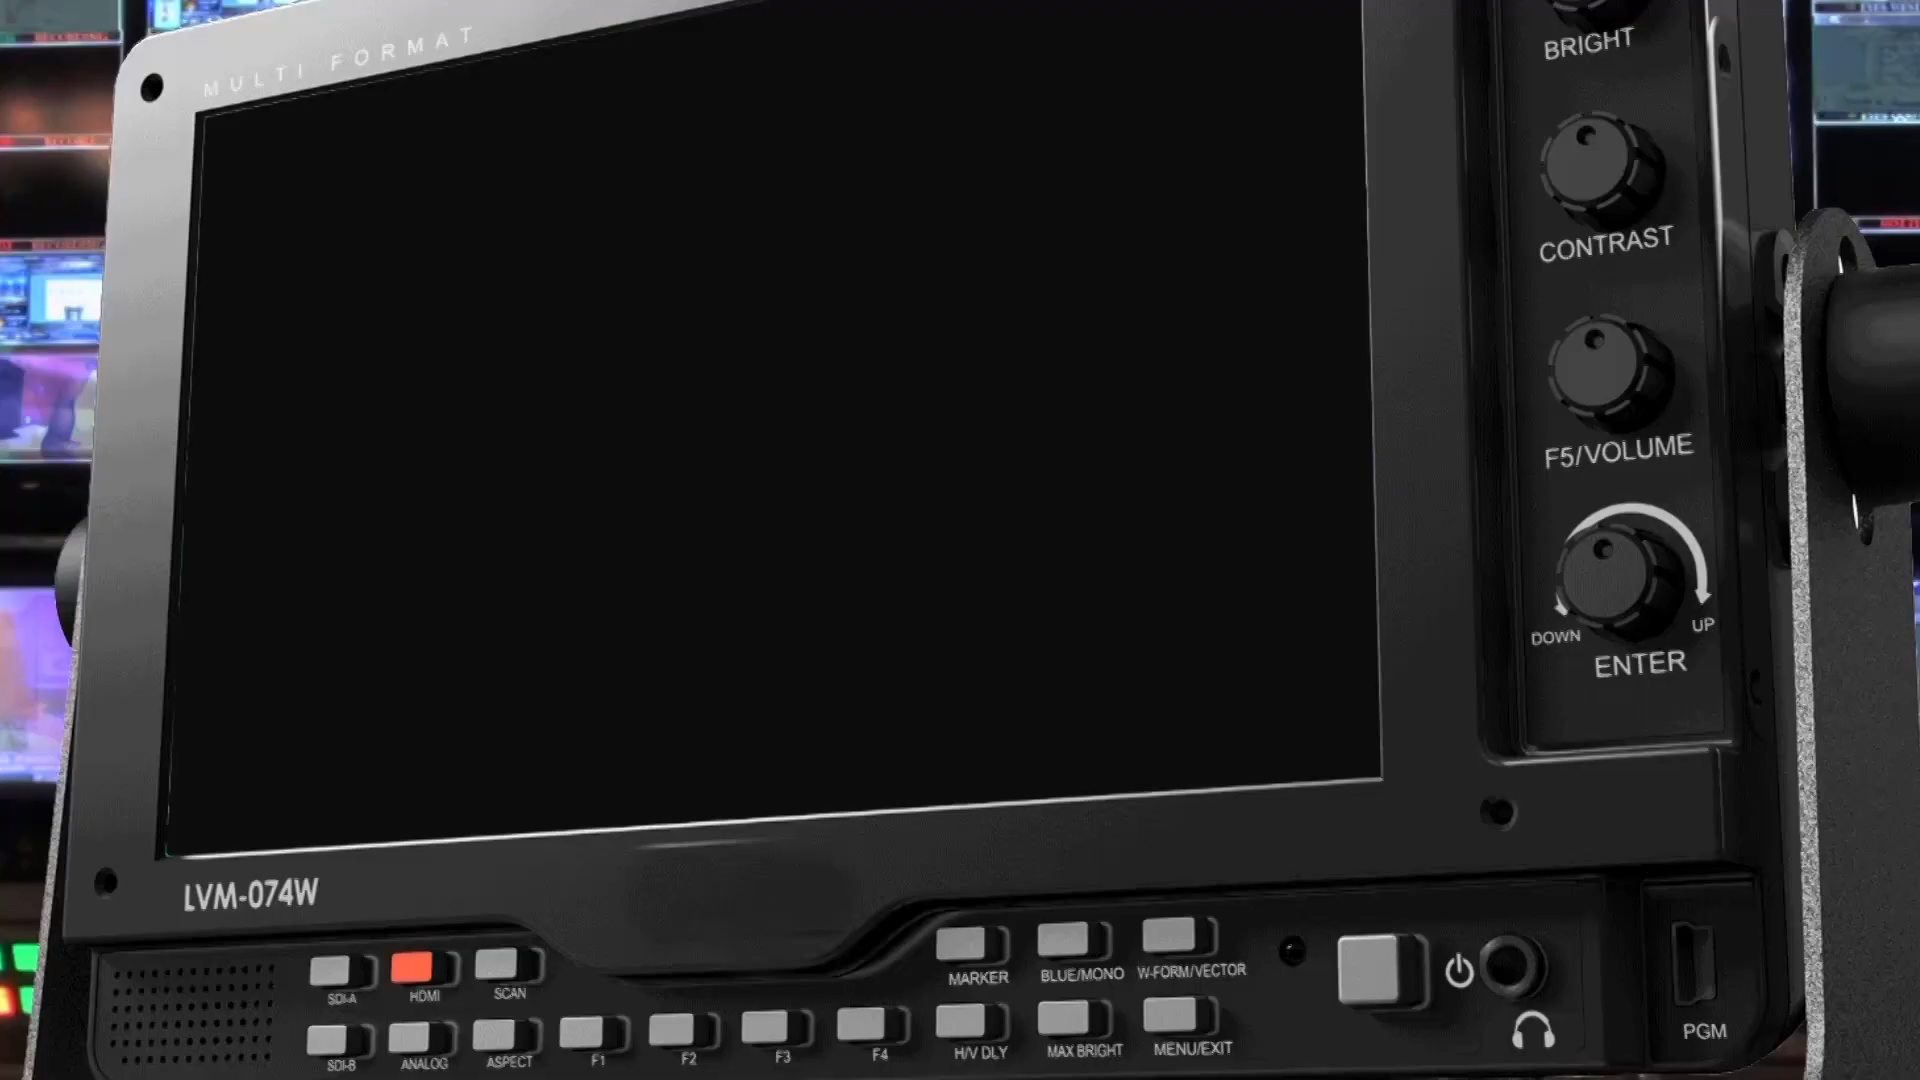 MULTI FORMAT
BRIGHT
CONTRAST
F5/VOLUME
DOWN
UP
ENTER
LVM-074W
MARKER
BLUE/MONO
W-FORM/VECTOR
SDI-A
HDMI
SCAN
SDI-B
ANALOG
ASPECT
F1
F2
F3
F4
H/V DLY
MAX BRIGHT
MENU/EXIT
PGM